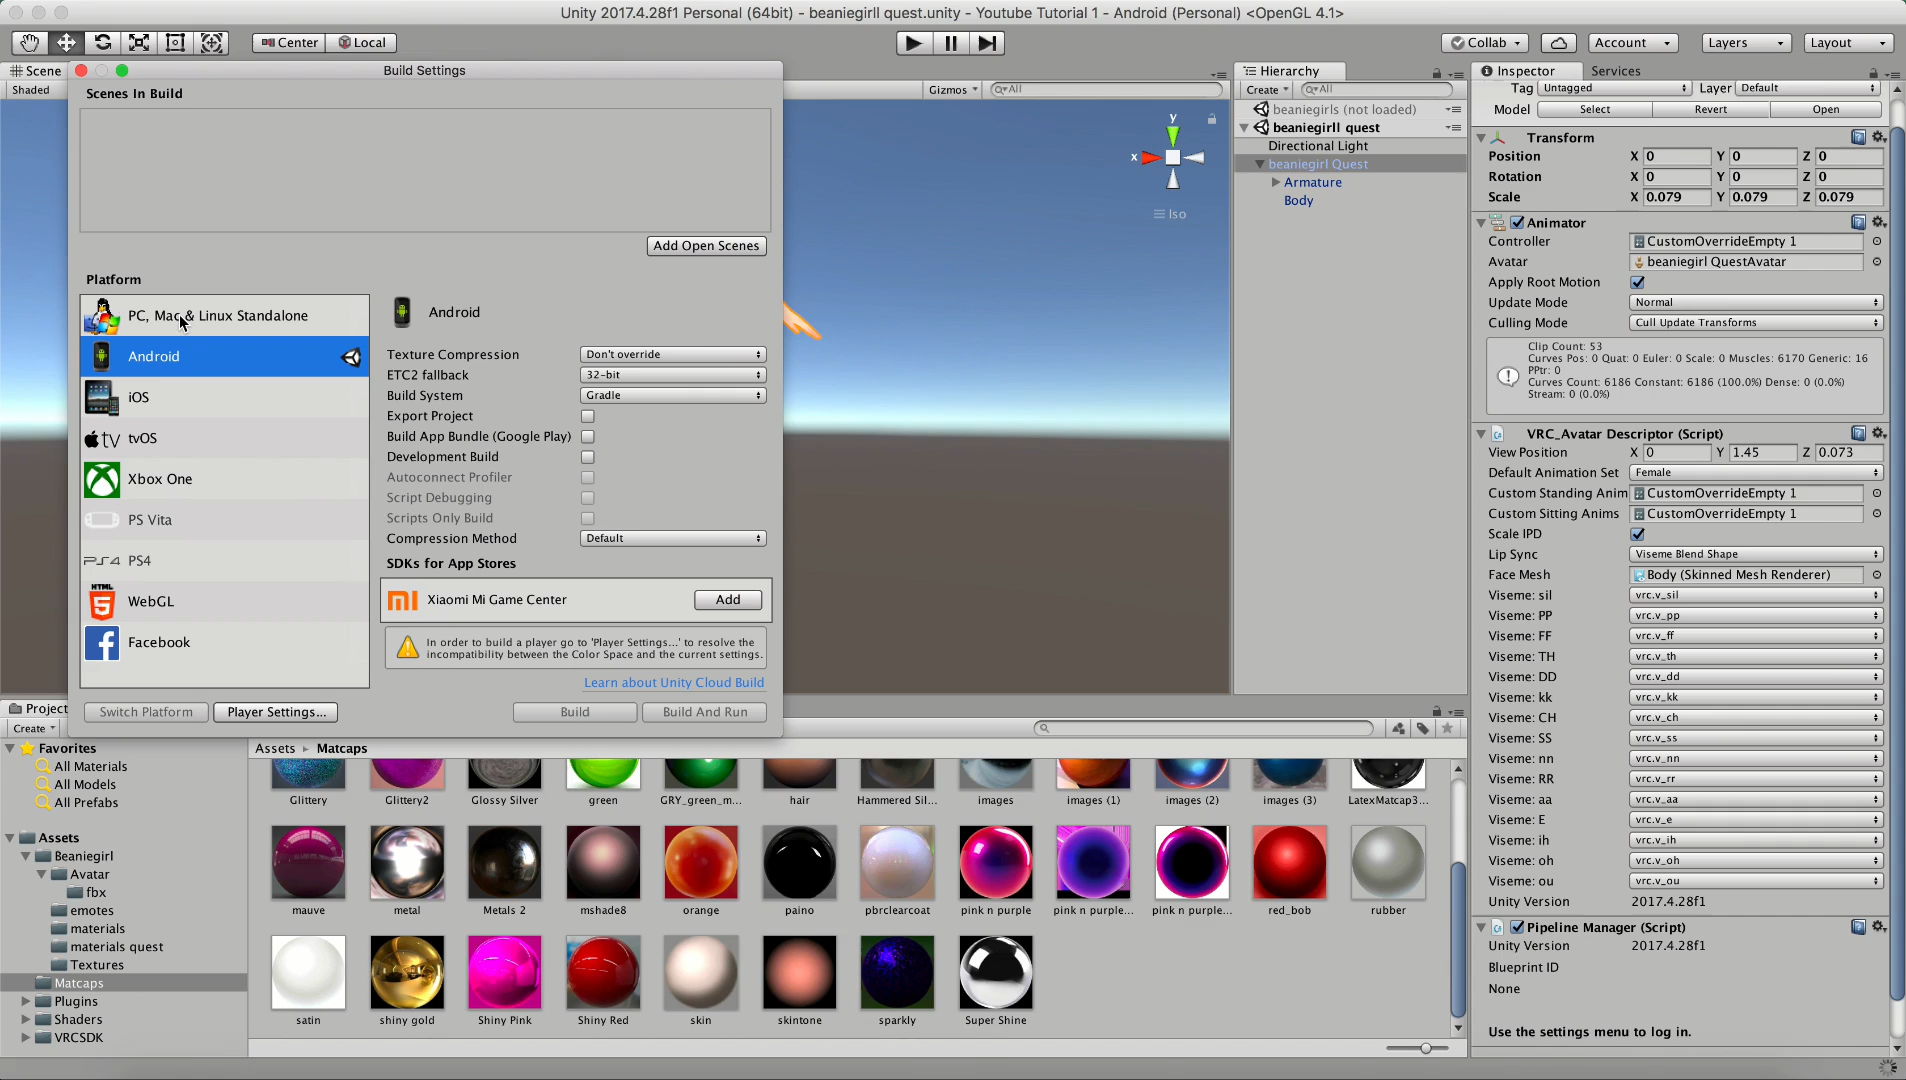 Unity 2017.4.28f1 Personal (64bit) - beaniegirll quest.unity - Youtube Tutorial 1 - Android (Personal) <OpenGL 4.1>
Center Local Collab Account Layers Layout
Scene
Shaded
Gizmos All
y
x
Iso
Build Settings
Scenes In Build
Add Open Scenes
Platform
PC, Mac & Linux Standalone
Android
iOS
tv tvOS
Xbox One
PS Vita
PS4 PS4
HTML 5 WebGL
Facebook
Android
Texture Compression Don't override
ETC2 fallback 32-bit
Build System Gradle
Export Project
Build App Bundle (Google Play)
Development Build
Autoconnect Profiler
Script Debugging
Scripts Only Build
Compression Method Default
SDKs for App Stores
mi Xiaomi Mi Game Center Add
In order to build a player go to 'Player Settings...' to resolve the
incompatibility between the Color Space and the current settings.
Learn about Unity Cloud Build
Switch Platform Player Settings... Build Build And Run
Hierarchy
Create All
beaniegirls (not loaded)
beaniegirll quest
Directional Light
beaniegirl Quest
Armature
Body
Inspector Services
Tag Untagged Layer Default
Model Select Revert Open
Transform
Position X 0 Y 0 Z 0
Rotation X 0 Y 0 Z 0
Scale X 0.079 Y 0.079 Z 0.079
Animator
Controller CustomOverrideEmpty 1
Avatar beaniegirl QuestAvatar
Apply Root Motion
Update Mode Normal
Culling Mode Cull Update Transforms
Clip Count: 53
Curves Pos: 0 Quat: 0 Euler: 0 Scale: 0 Muscles: 6170 Generic: 16
PPtr: 0
Curves Count: 6186 Constant: 6186 (100.0%) Dense: 0 (0.0%)
Stream: 0 (0.0%)
VRC_Avatar Descriptor (Script)
View Position X 0 Y 1.45 Z 0.073
Default Animation Set Female
Custom Standing Anim CustomOverrideEmpty 1
Custom Sitting Anims CustomOverrideEmpty 1
Scale IPD
Lip Sync Viseme Blend Shape
Face Mesh Body (Skinned Mesh Renderer)
Viseme: sil vrc.v_sil
Viseme: PP vrc.v_pp
Viseme: FF vrc.v_ff
Viseme: TH vrc.v_th
Viseme: DD vrc.v_dd
Viseme: kk vrc.v_kk
Viseme: CH vrc.v_ch
Viseme: SS vrc.v_ss
Viseme: nn vrc.v_nn
Viseme: RR vrc.v_rr
Viseme: aa vrc.v_aa
Viseme: E vrc.v_e
Viseme: ih vrc.v_ih
Viseme: oh vrc.v_oh
Viseme: ou vrc.v_ou
Unity Version 2017.4.28f1
Pipeline Manager (Script)
Unity Version 2017.4.28f1
Blueprint ID
None
Use the settings menu to log in.
Project
Create
Favorites
All Materials
All Models
All Prefabs
Assets
Beaniegirl
Avatar
fbx
emotes
materials
materials quest
Textures
Matcaps
Plugins
Shaders
VRCSDK
Assets Matcaps
Glittery Glittery2 Glossy Silver green GRY_green_m... hair Hammered Sil... images images (1) images (2) images (3) LatexMatcap3...
mauve metal Metals 2 mshade8 orange paino pbrclearcoat pink n purple pink n purple... pink n purple... red_bob rubber
satin shiny gold Shiny Pink Shiny Red skin skintone sparkly Super Shine